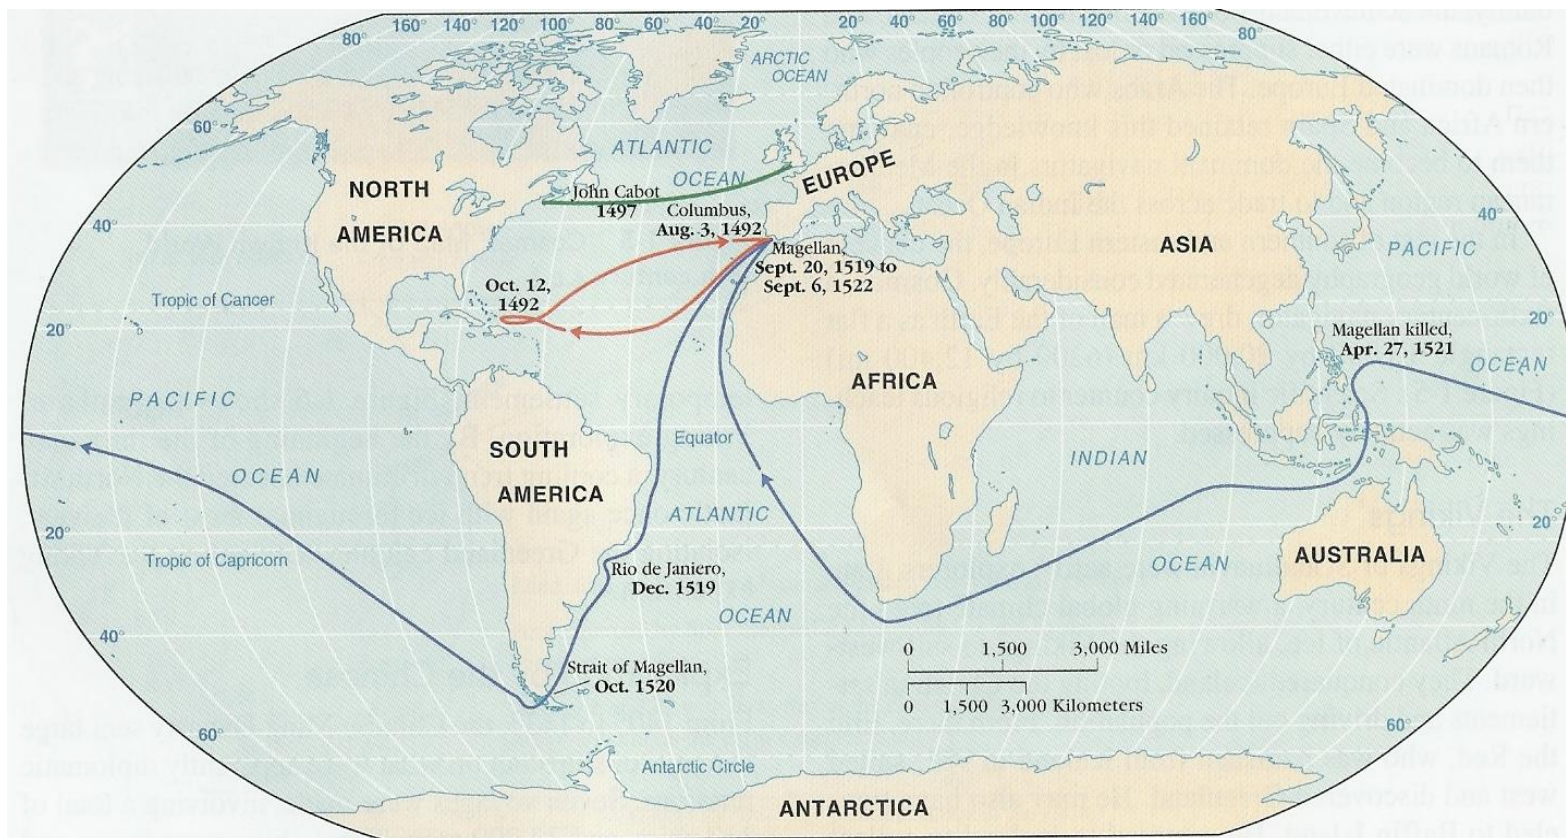 160° 140° 120° 100° 80° 60° 40° 20° 20° 40° 60° 80° 100° 120° 140° 160°
80°
80°
ARCTIC
OCEAN
60°
ATLANTIC
OCEAN
EUROPE
NORTH
AMERICA
John Cabot
1497
Columbus,
Aug. 3, 1492
40°
40°
ASIA
PACIFIC
Magellan,
Sept. 20, 1519 to
Sept. 6, 1522
Oct. 12,
1492
Tropic of Cancer
20°
20°
Magellan killed,
Apr. 27, 1521
OCEAN
AFRICA
PACIFIC
OCEAN
Equator
SOUTH
AMERICA
INDIAN
OCEAN
ATLANTIC
OCEAN
20°
20°
Tropic of Capricorn
AUSTRALIA
Rio de Janiero,
Dec. 1519
40°
0 1,500 3,000 Miles
0 1,500 3,000 Kilometers
Strait of Magellan,
Oct. 1520
60°
60°
Antarctic Circle
ANTARCTICA